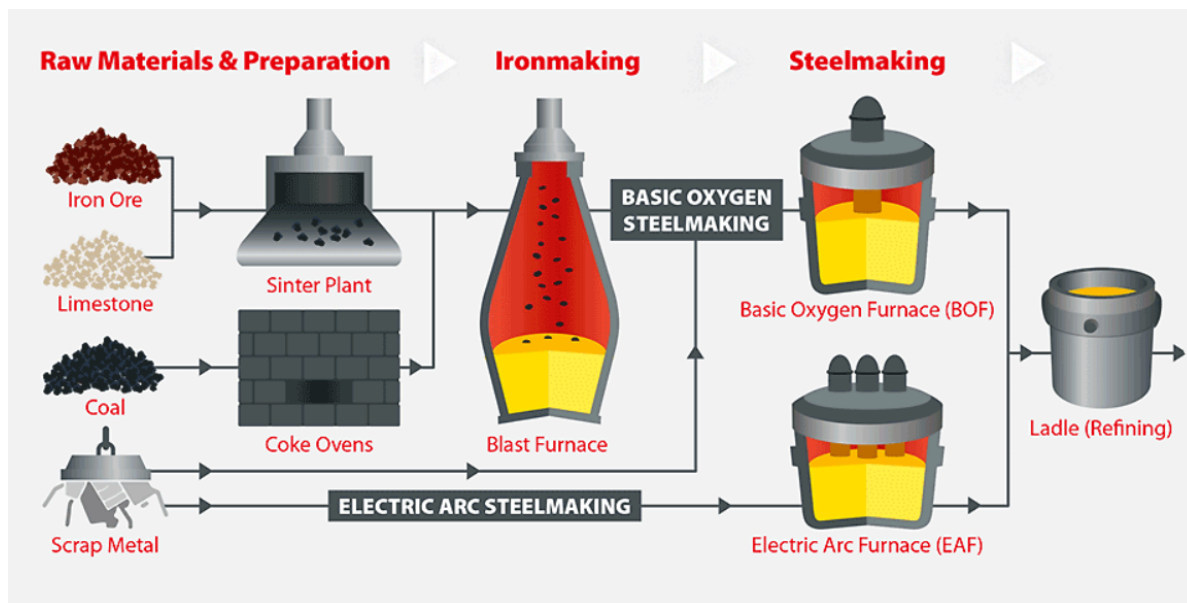 Raw Materials & Preparation
Ironmaking
Steelmaking
Iron Ore
Limestone
Sinter Plant
Coal
Coke Ovens
Scrap Metal
Blast Furnace
BASIC OXYGEN
STEELMAKING
ELECTRIC ARC STEELMAKING
Basic Oxygen Furnace (BOF)
Electric Arc Furnace (EAF)
Ladle (Refining)